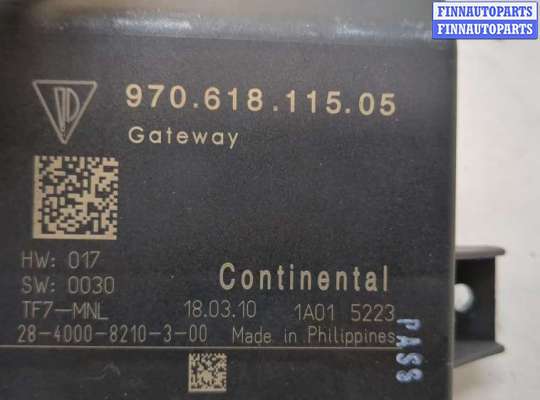 FINNAUTOPARTS
FINNAUTOPARTS
970.618.115.05
Gateway
HW: 017
SW: 0030
Continental
TF7-MNL 18.03.10 1A01 5223
28-4000-8210-3-00 Made in Philippines
PASS